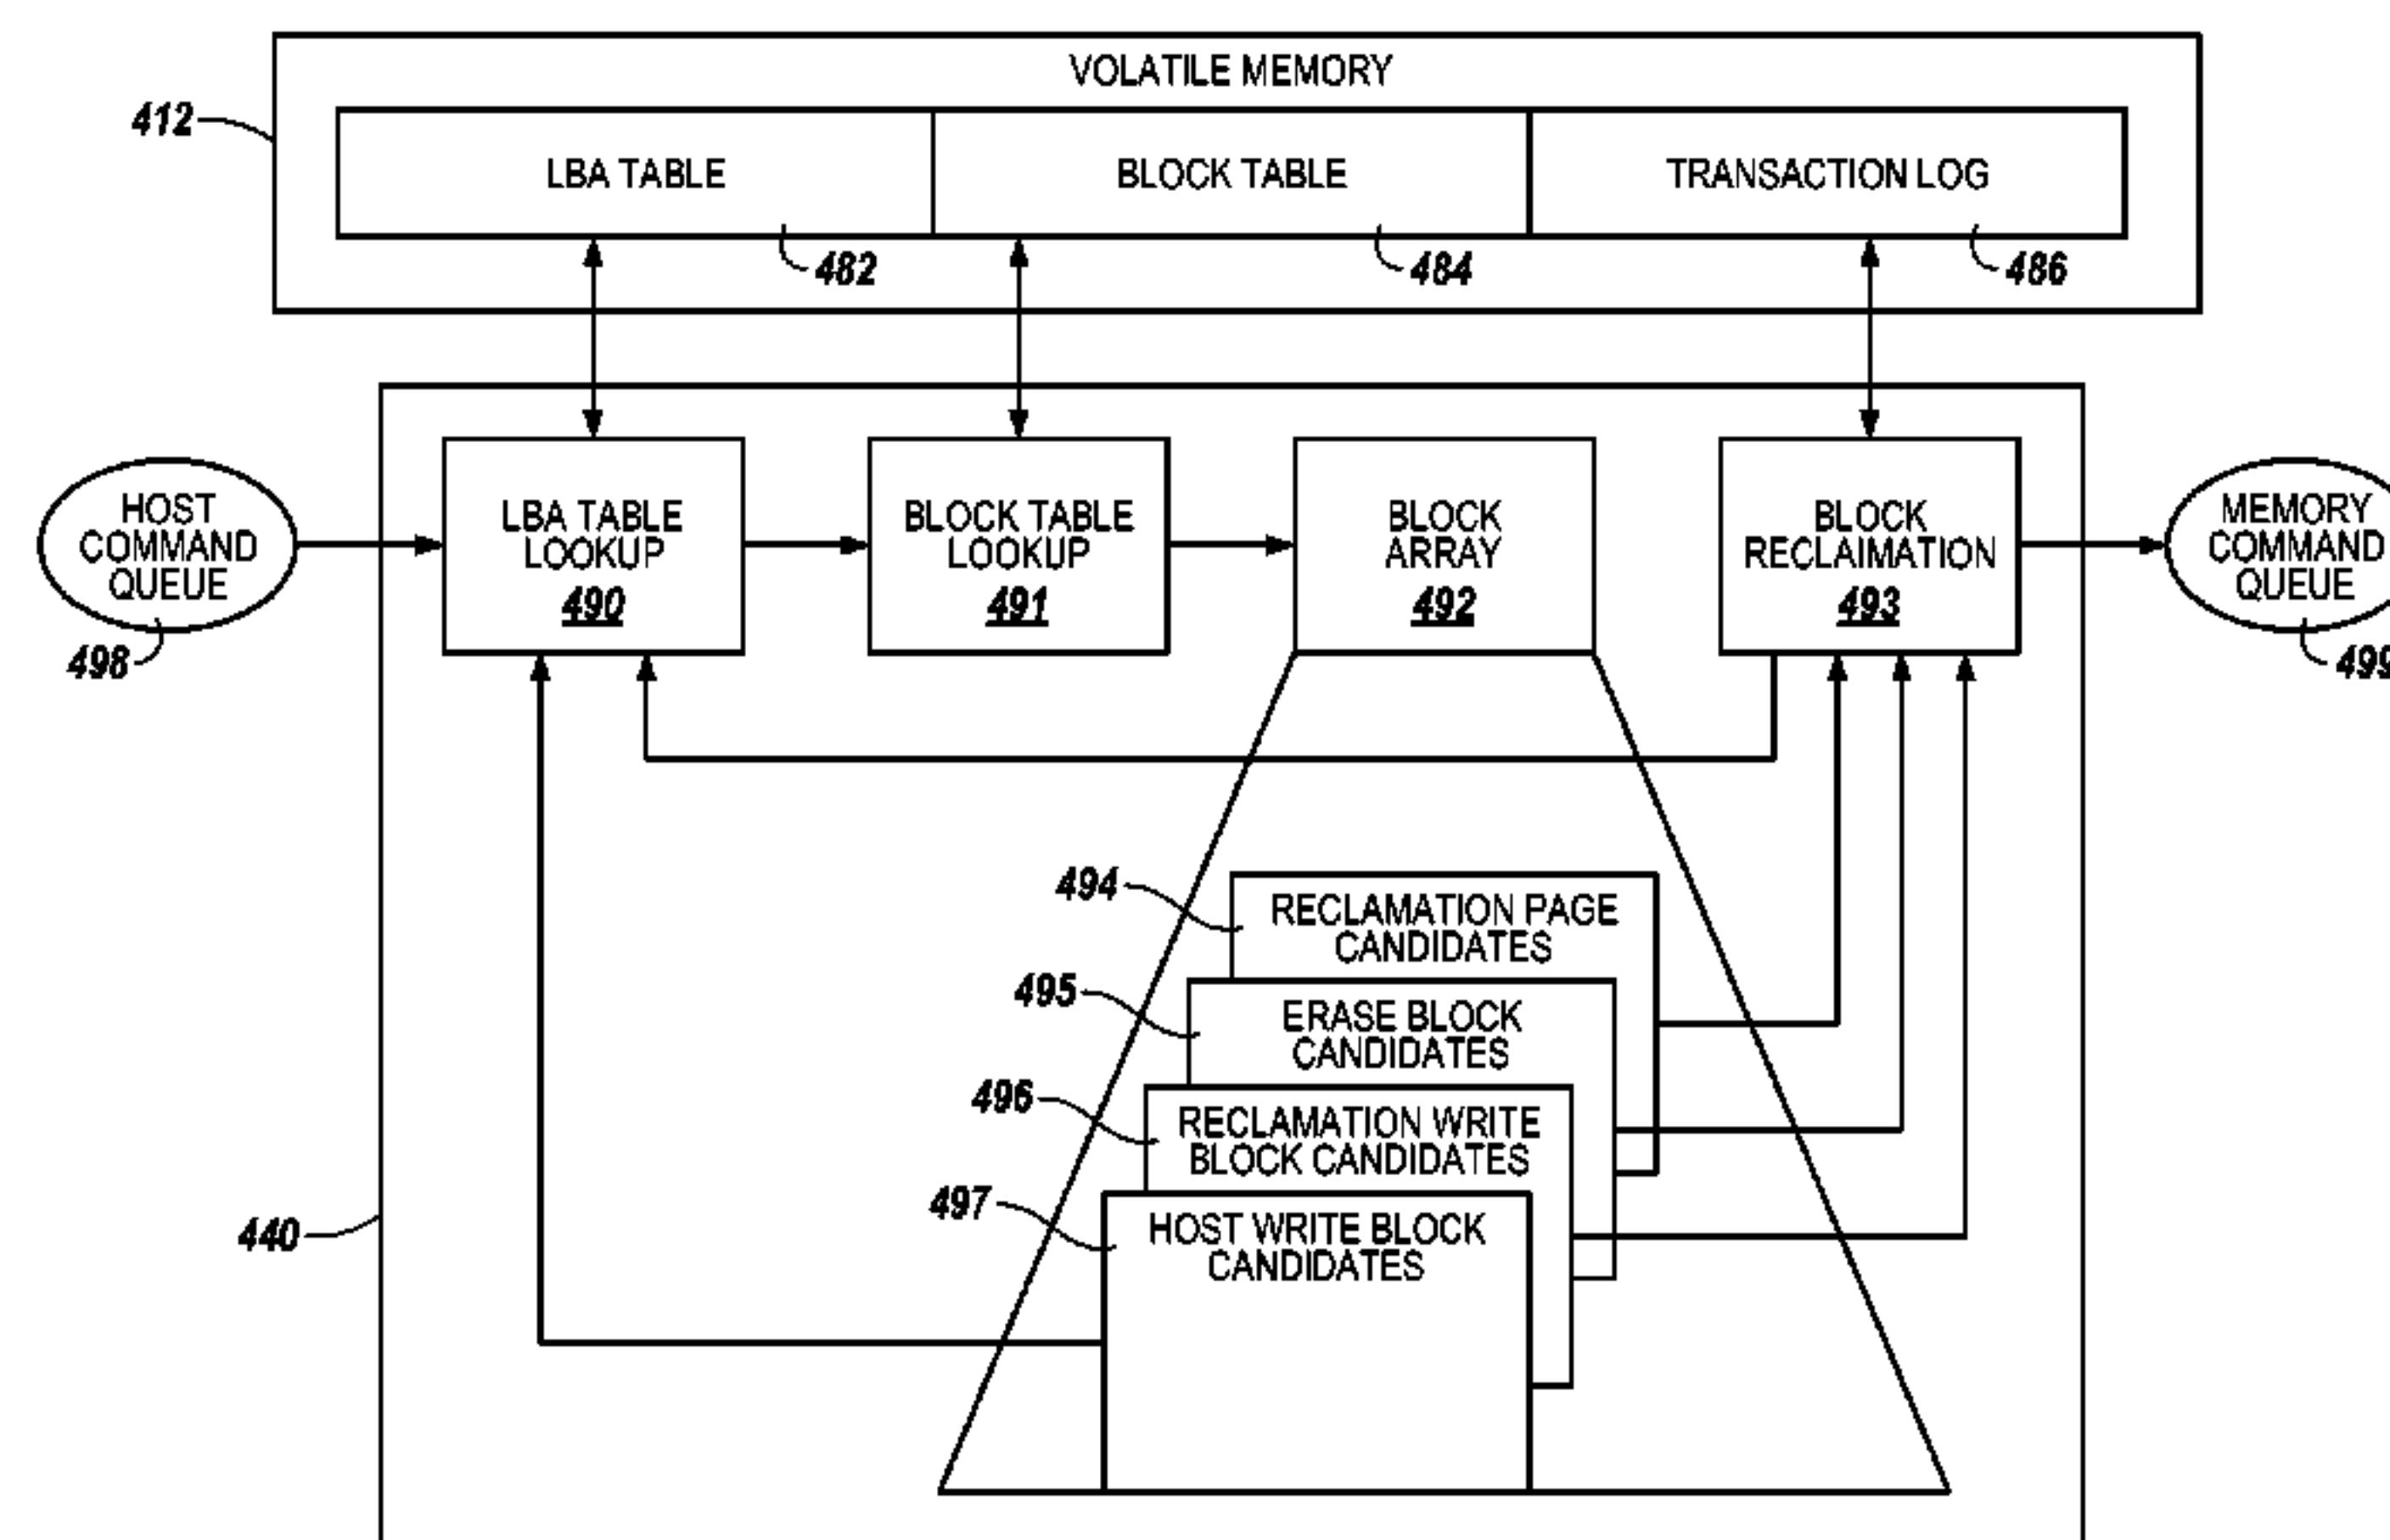 VOLATILE MEMORY
412
LBA TABLE
BLOCK TABLE
TRANSACTION LOG
482
484
486
HOST
COMMAND
QUEUE
498
LBA TABLE
LOOKUP
490
BLOCK TABLE
LOOKUP
491
BLOCK
ARRAY
492
BLOCK
RECLAIMATION
493
MEMORY
COMMAND
QUEUE
499
494
RECLAMATION PAGE
CANDIDATES
495
ERASE BLOCK
CANDIDATES
496
RECLAMATION WRITE
BLOCK CANDIDATES
497
HOST WRITE BLOCK
CANDIDATES
440